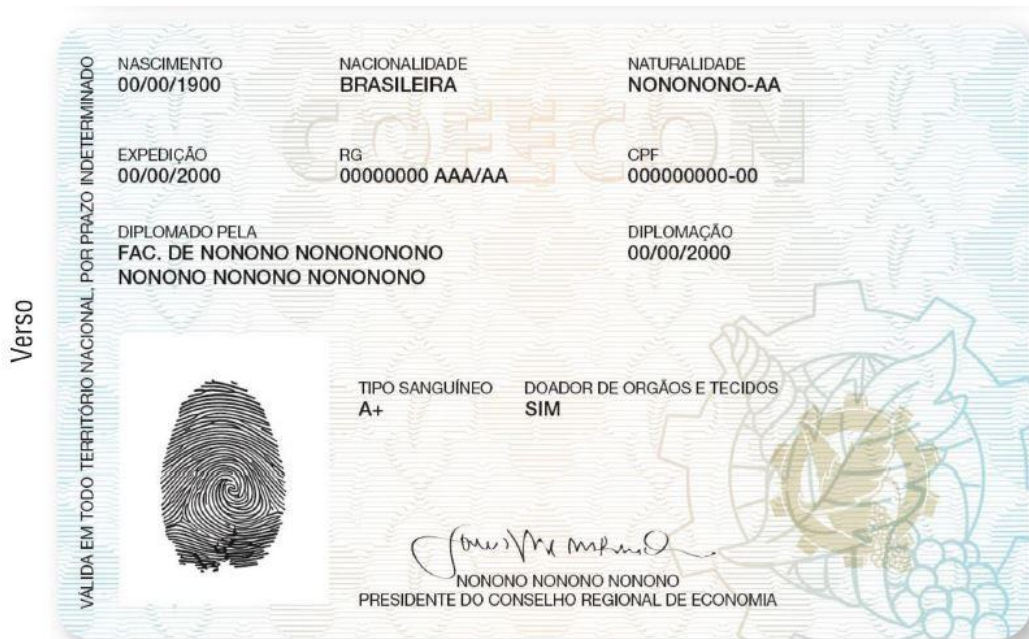 Verso
VÁLIDA EM TODO TERRITÓRIO NACIONAL, POR PRAZO INDETERMINADO
COFECON
NASCIMENTO
00/00/1900
NACIONALIDADE
BRASILEIRA
NATURALIDADE
NONONONO-AA
EXPEDIÇÃO
00/00/2000
RG
00000000 AAA/AA
CPF
000000000-00
DIPLOMADO PELA
FAC. DE NONONO NONONONONO
NONONO NONONO NONONONO
DIPLOMAÇÃO
00/00/2000
TIPO SANGUÍNEO
A+
DOADOR DE ORGÃOS E TECIDOS
SIM
NONONO NONONO NONONO
PRESIDENTE DO CONSELHO REGIONAL DE ECONOMIA